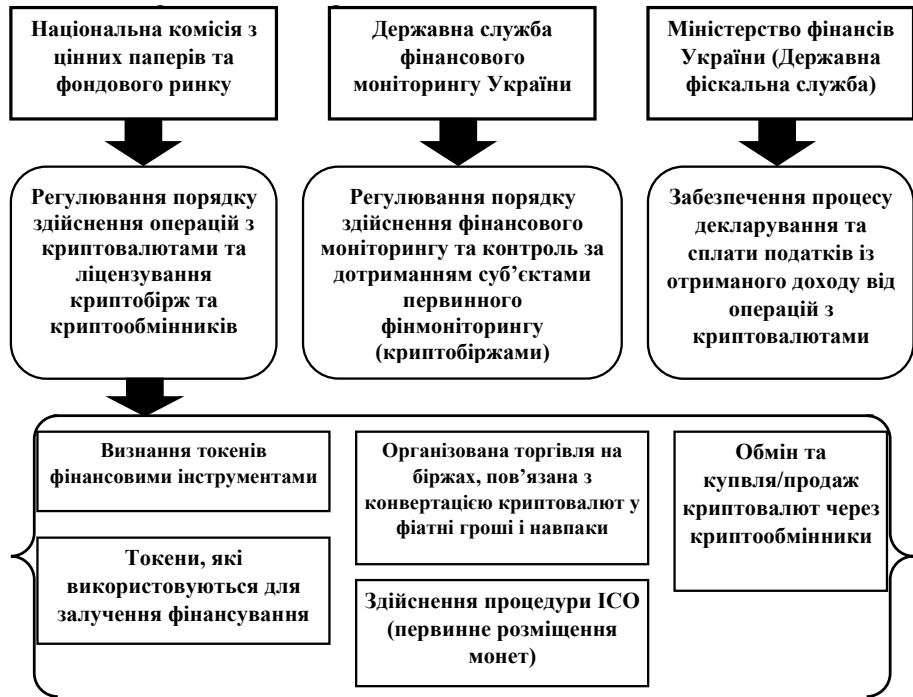 Національна комісія з
цінних паперів та
фондового ринку
Державна служба
фінансового
моніторингу України
Міністерство фінансів
України (Державна
фіскальна служба)
Регулювання порядку
здійснення операцій з
криптовалютами та
ліцензування
криптобірж та
криптообмінників
Регулювання порядку
здійснення фінансового
моніторингу та контроль за
дотриманням суб’єктами
первинного
фінмоніторингу
(криптобіржами)
Забезпечення процесу
декларування та
сплати податків із
отриманого доходу від
операцій з
криптовалютами
Визнання токенів
фінансовими інструментами
Токени, які
використовуються для
залучення фінансування
Організована торгівля на
біржах, пов’язана з
конвертацією криптовалют у
фіатні гроші і навпаки
Здійснення процедури ICO
(первинне розміщення
монет)
Обмін та
купвля/продаж
криптовалют через
криптообмінники